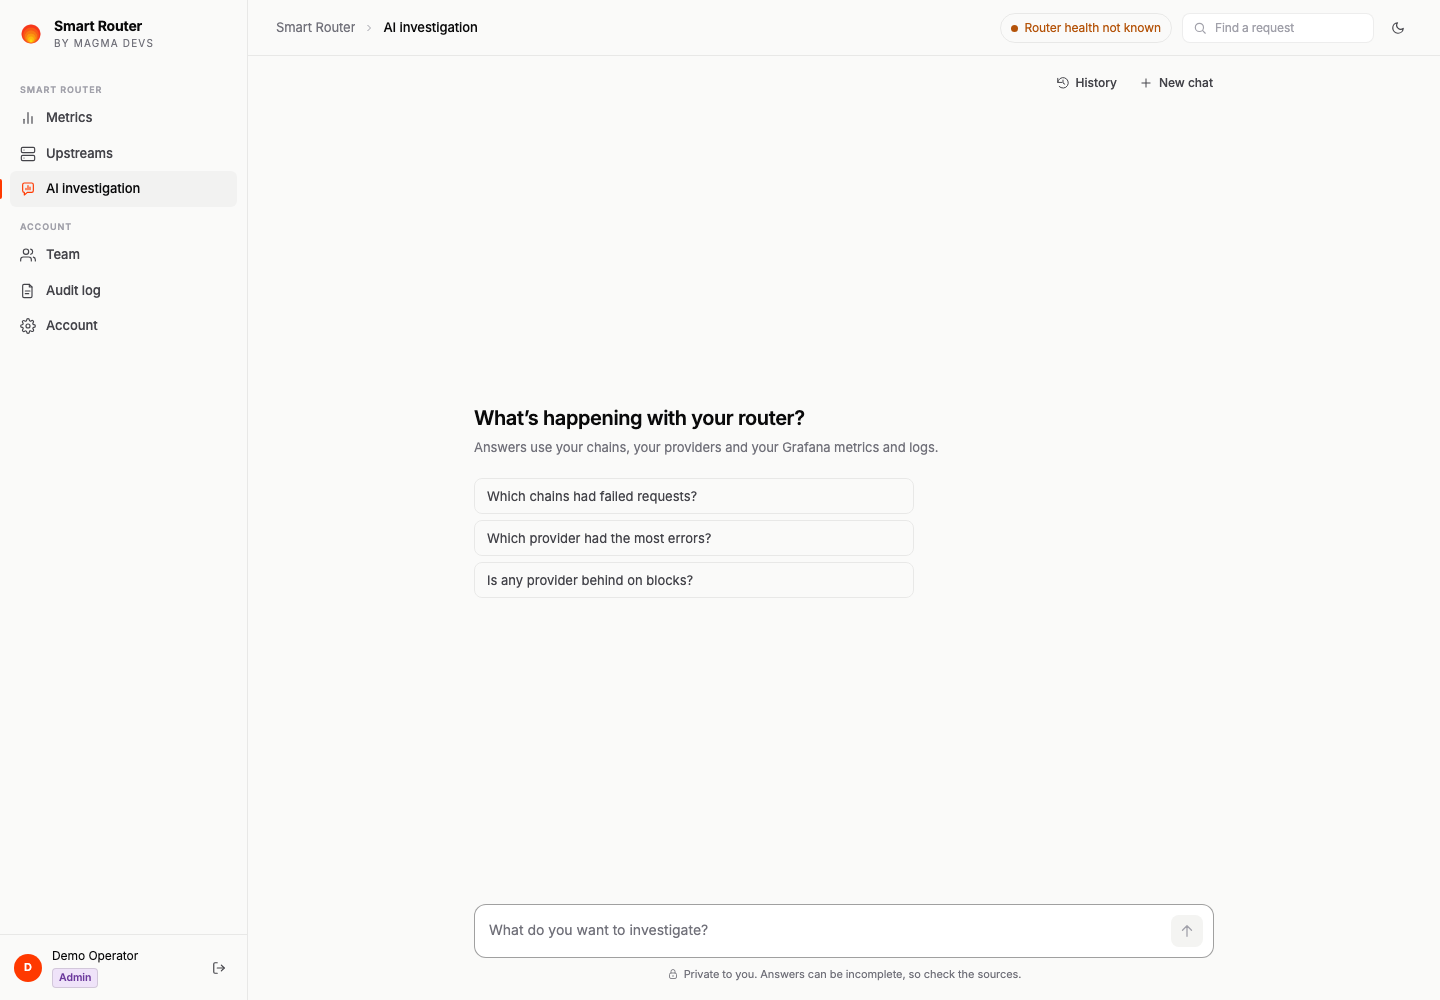 Smart Router
BY MAGMA DEVS
SMART ROUTER
Metrics
Upstreams
AI investigation
ACCOUNT
Team
Audit log
Account
D
Demo Operator
Admin
Smart Router › AI investigation
Router health not known
Find a request
History
New chat
What's happening with your router?
Answers use your chains, your providers and your Grafana metrics and logs.
Which chains had failed requests?
Which provider had the most errors?
Is any provider behind on blocks?
What do you want to investigate?
Private to you. Answers can be incomplete, so check the sources.